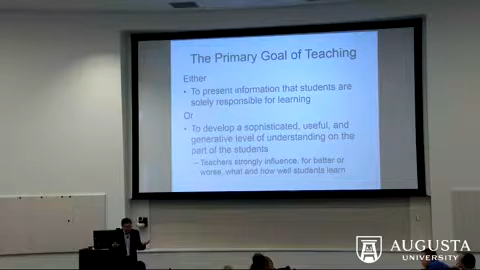 The Primary Goal of Teaching
Either
• To present information that students are
solely responsible for learning
Or
• To develop a sophisticated, useful, and
generative level of understanding on the
part of the students
– Teachers strongly influence, for better or
worse, what and how well students learn
AUGUSTA
UNIVERSITY